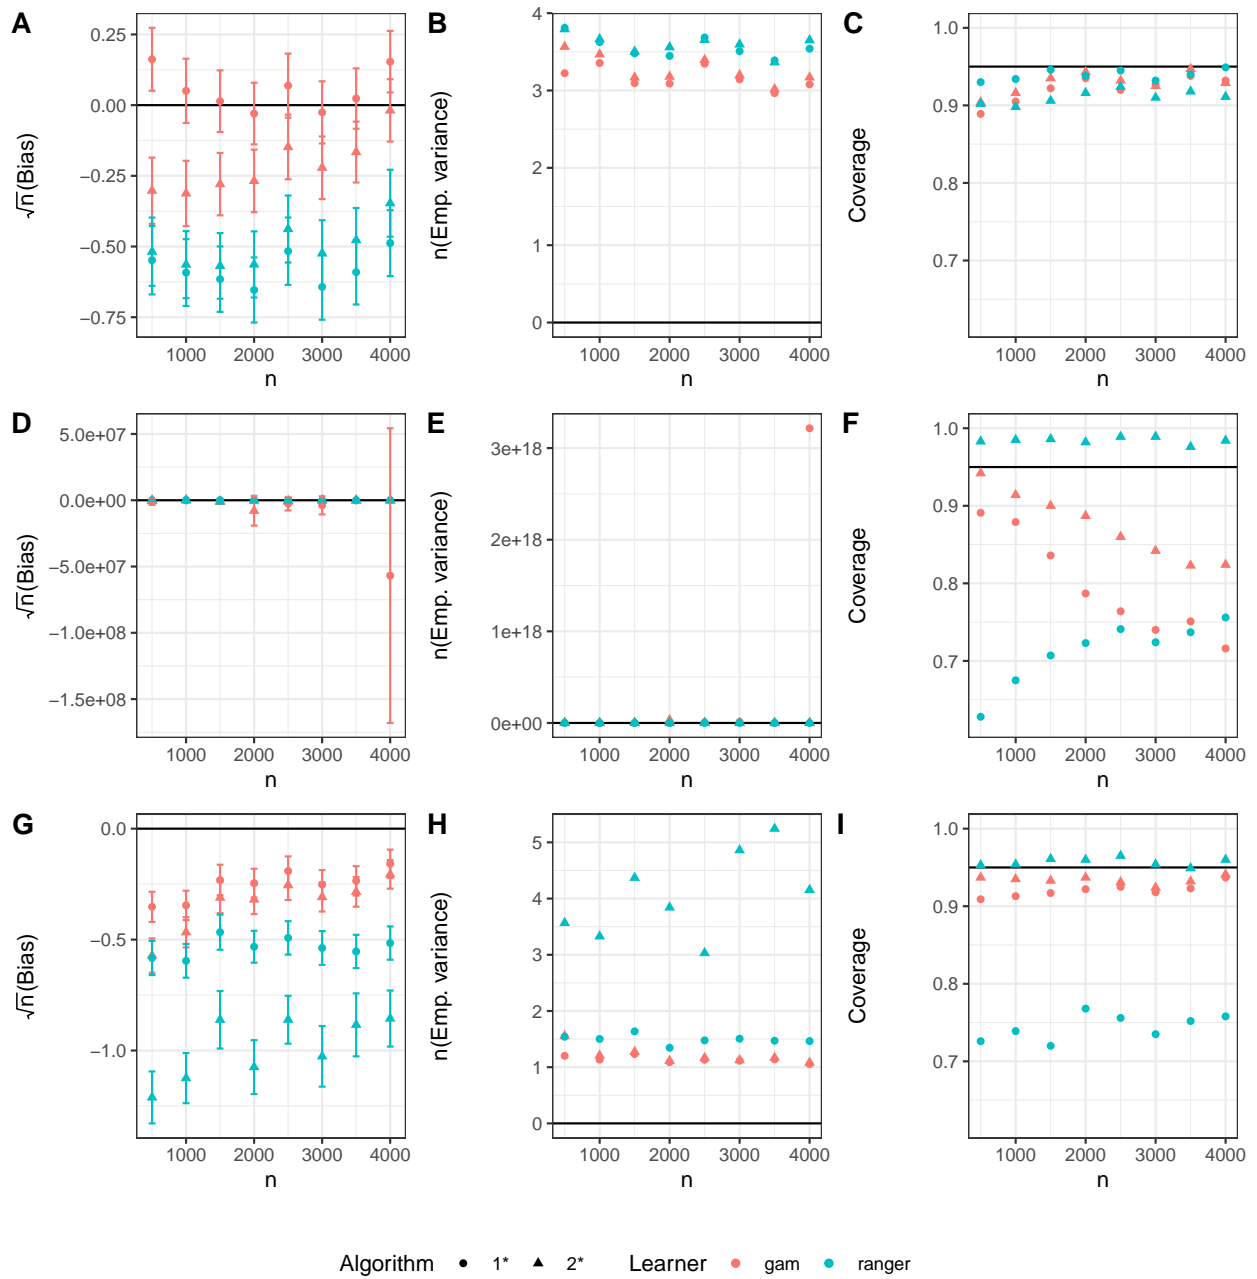 A
0.25
0.00
−0.25
−0.50
−0.75
√n(Bias)
1000 2000 3000 4000
n
B
4
3
2
1
0
n(Emp. variance)
1000 2000 3000 4000
n
C
1.0
0.9
0.8
0.7
Coverage
1000 2000 3000 4000
n
D
5.0e+07
0.0e+00
−5.0e+07
−1.0e+08
−1.5e+08
√n(Bias)
1000 2000 3000 4000
n
E
3e+18
2e+18
1e+18
0e+00
n(Emp. variance)
1000 2000 3000 4000
n
F
1.0
0.9
0.8
0.7
Coverage
1000 2000 3000 4000
n
G
0.0
−0.5
−1.0
√n(Bias)
1000 2000 3000 4000
n
H
5
4
3
2
1
0
n(Emp. variance)
1000 2000 3000 4000
n
I
1.0
0.9
0.8
0.7
Coverage
1000 2000 3000 4000
n
Algorithm 1* 2* Learner gam ranger